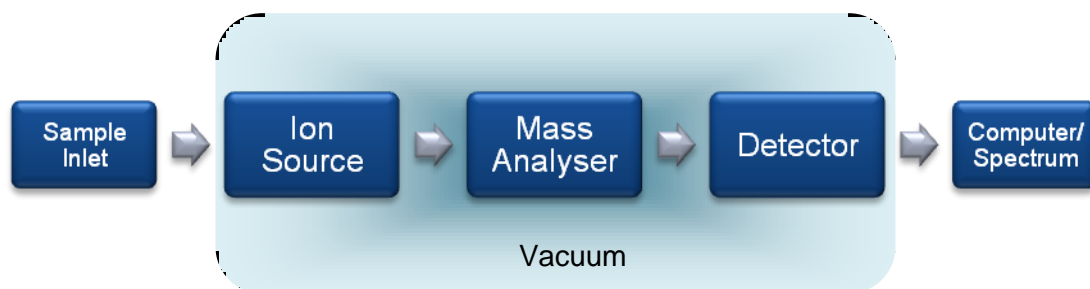 Sample
Inlet
Ion
Source
Mass
Analyser
Detector
Computer/
Spectrum
Vacuum